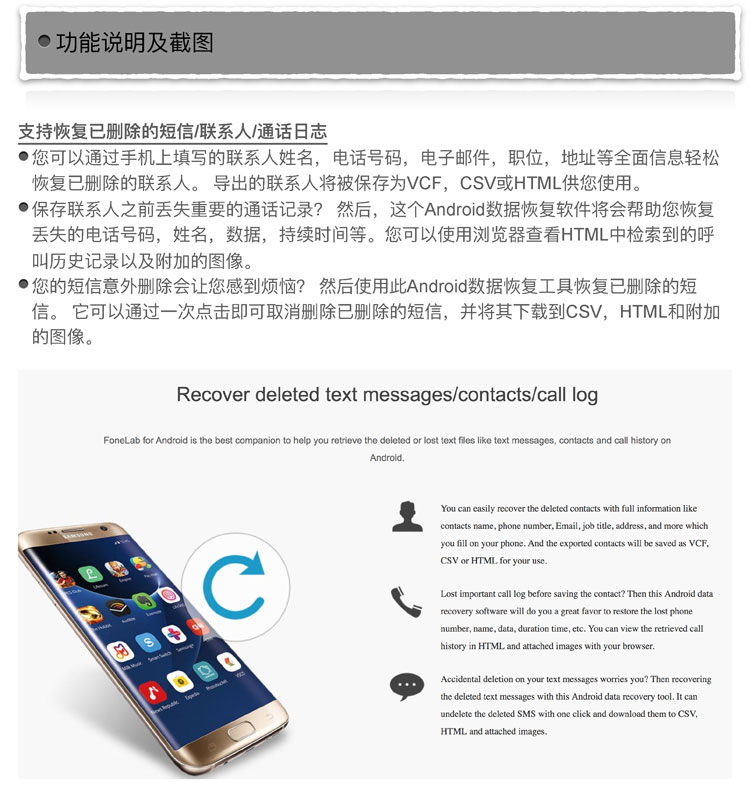 功能说明及截图
支持恢复已删除的短信/联系人/通话日志
您可以通过手机上填写的联系人姓名，电话号码，电子邮件，职位，地址等全面信息轻松
恢复已删除的联系人。 导出的联系人将被保存为VCF，CSV或HTML供您使用。
保存联系人之前丢失重要的通话记录？ 然后，这个Android数据恢复软件将会帮助您恢复
丢失的电话号码，姓名，数据，持续时间等。您可以使用浏览器查看HTML中检索到的呼
叫历史记录以及附加的图像。
您的短信意外删除会让您感到烦恼？ 然后使用此Android数据恢复工具恢复已删除的短
信。 它可以通过一次点击即可取消删除已删除的短信，并将其下载到CSV，HTML和附加
的图像。
Recover deleted text messages/contacts/call log
FoneLab for Android is the best companion to help you retrieve the deleted or lost text files like text messages, contacts and call history on
Android.
You can easily recover the deleted contacts with full information like
contacts name, phone number, Email, job title, address, and more which
you fill on your phone. And the exported contacts will be saved as VCF,
CSV or HTML for your use.
Lost important call log before saving the contact? Then this Android data
recovery software will do you a great favor to restore the lost phone
number, name, data, duration time, etc. You can view the retrieved call
history in HTML and attached images with your browser.
Accidental deletion on your text messages worries you? Then recovering
the deleted text messages with this Android data recovery tool. It can
undelete the deleted SMS with one click and download them to CSV,
HTML and attached images.
SAMSUNG
Lifesum
Empire
Audible
Evernote
Milk Music
Smart Switch
Samsung+
News Republic
Expedia
Photobucket
VSCO